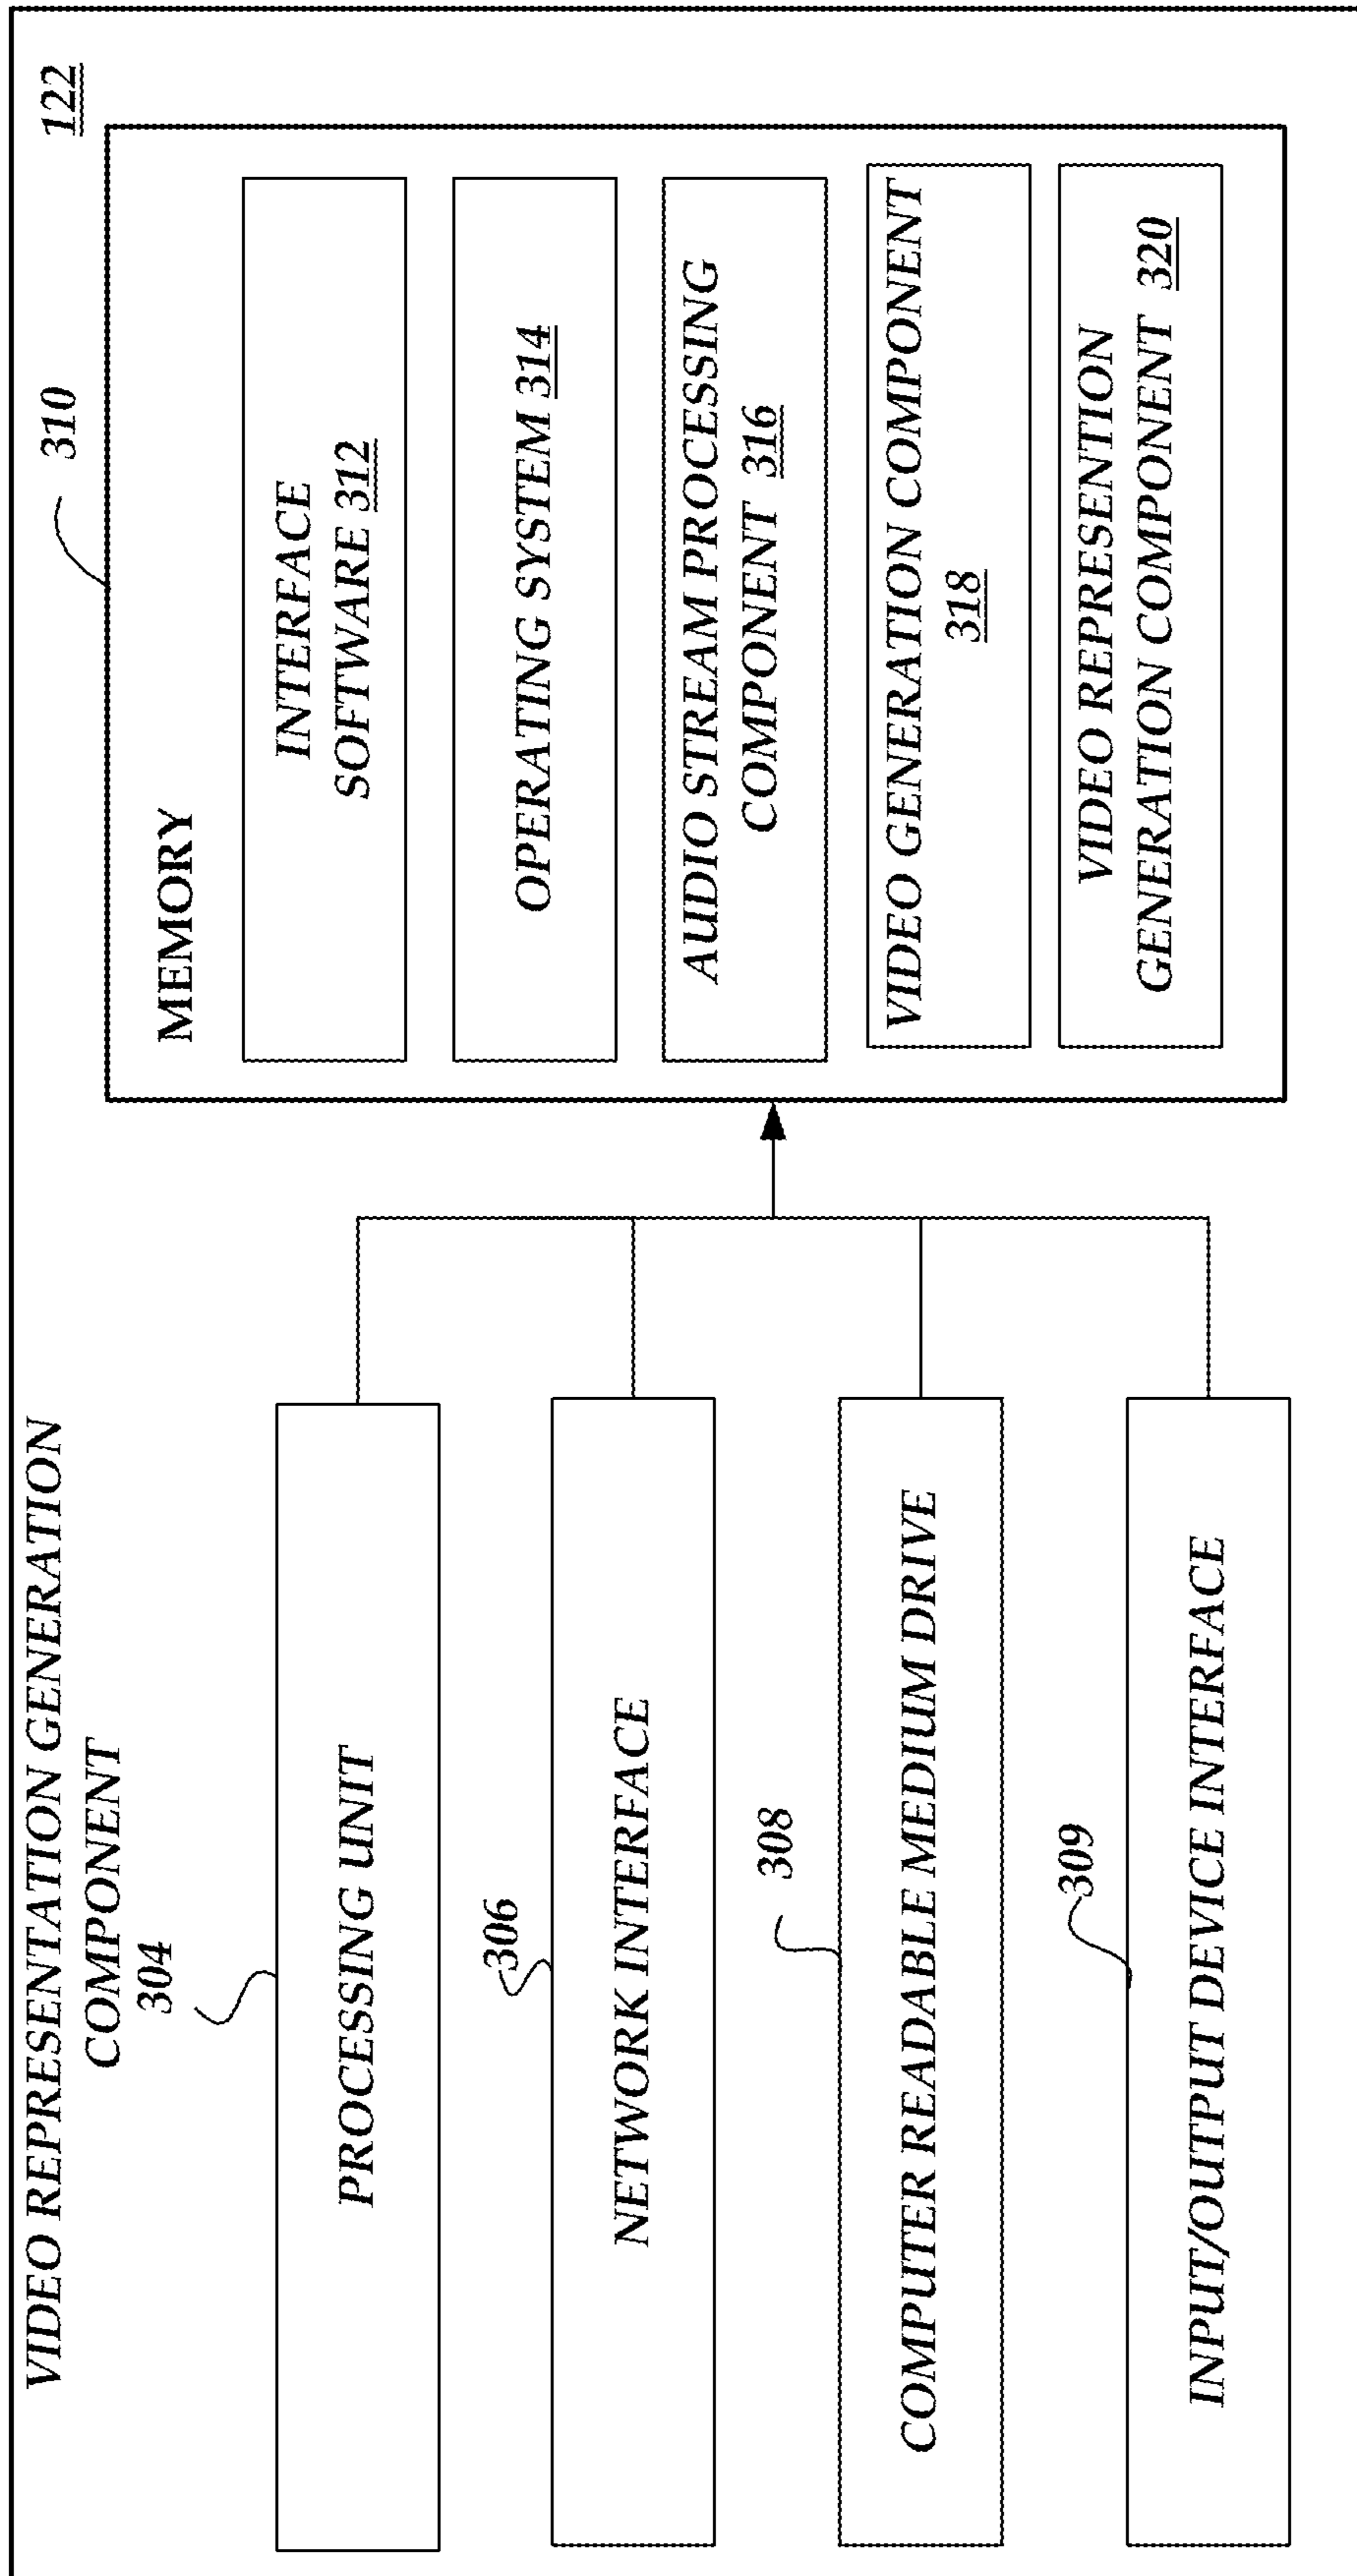 VIDEO REPRESENTATION GENERATION
COMPONENT
122
304
PROCESSING UNIT
306
NETWORK INTERFACE
308
COMPUTER READABLE MEDIUM DRIVE
309
INPUT/OUTPUT DEVICE INTERFACE
310
MEMORY
INTERFACE
SOFTWARE 312
OPERATING SYSTEM 314
AUDIO STREAM PROCESSING
COMPONENT 316
VIDEO GENERATION COMPONENT
318
VIDEO REPRESENTION
GENERATION COMPONENT 320